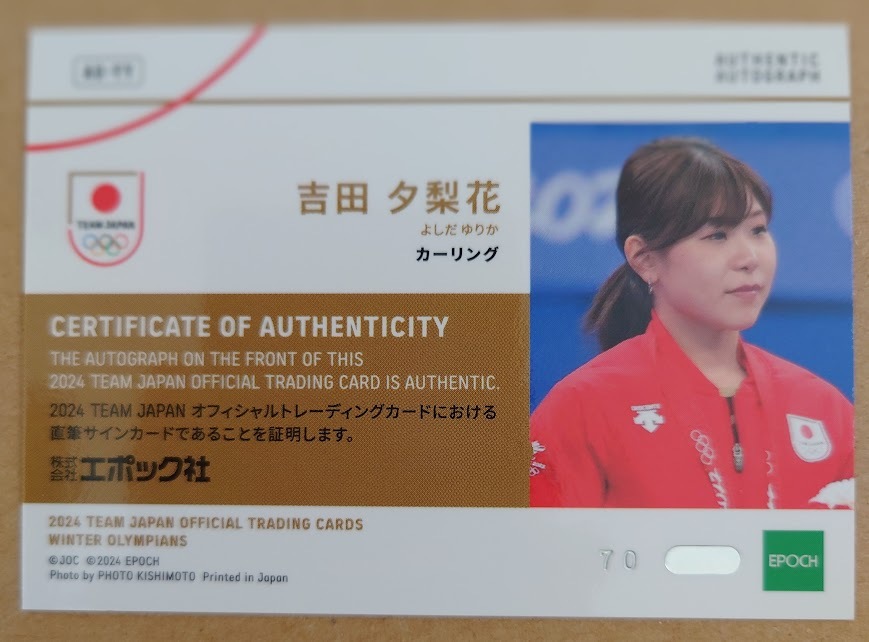 AUTHENTIC
AUTOGRAPH
TEAM JAPAN
吉田 夕梨花
よしだ ゆりか
カーリング
CERTIFICATE OF AUTHENTICITY
THE AUTOGRAPH ON THE FRONT OF THIS
2024 TEAM JAPAN OFFICIAL TRADING CARD IS AUTHENTIC.
2024 TEAM JAPAN オフィシャルトレーディングカードにおける
直筆サインカードであることを証明します。
株式会社エポック社
2024 TEAM JAPAN OFFICIAL TRADING CARDS
WINTER OLYMPIANS
©JOC ©2024 EPOCH
Photo by PHOTO KISHIMOTO Printed in Japan
70
EPOCH